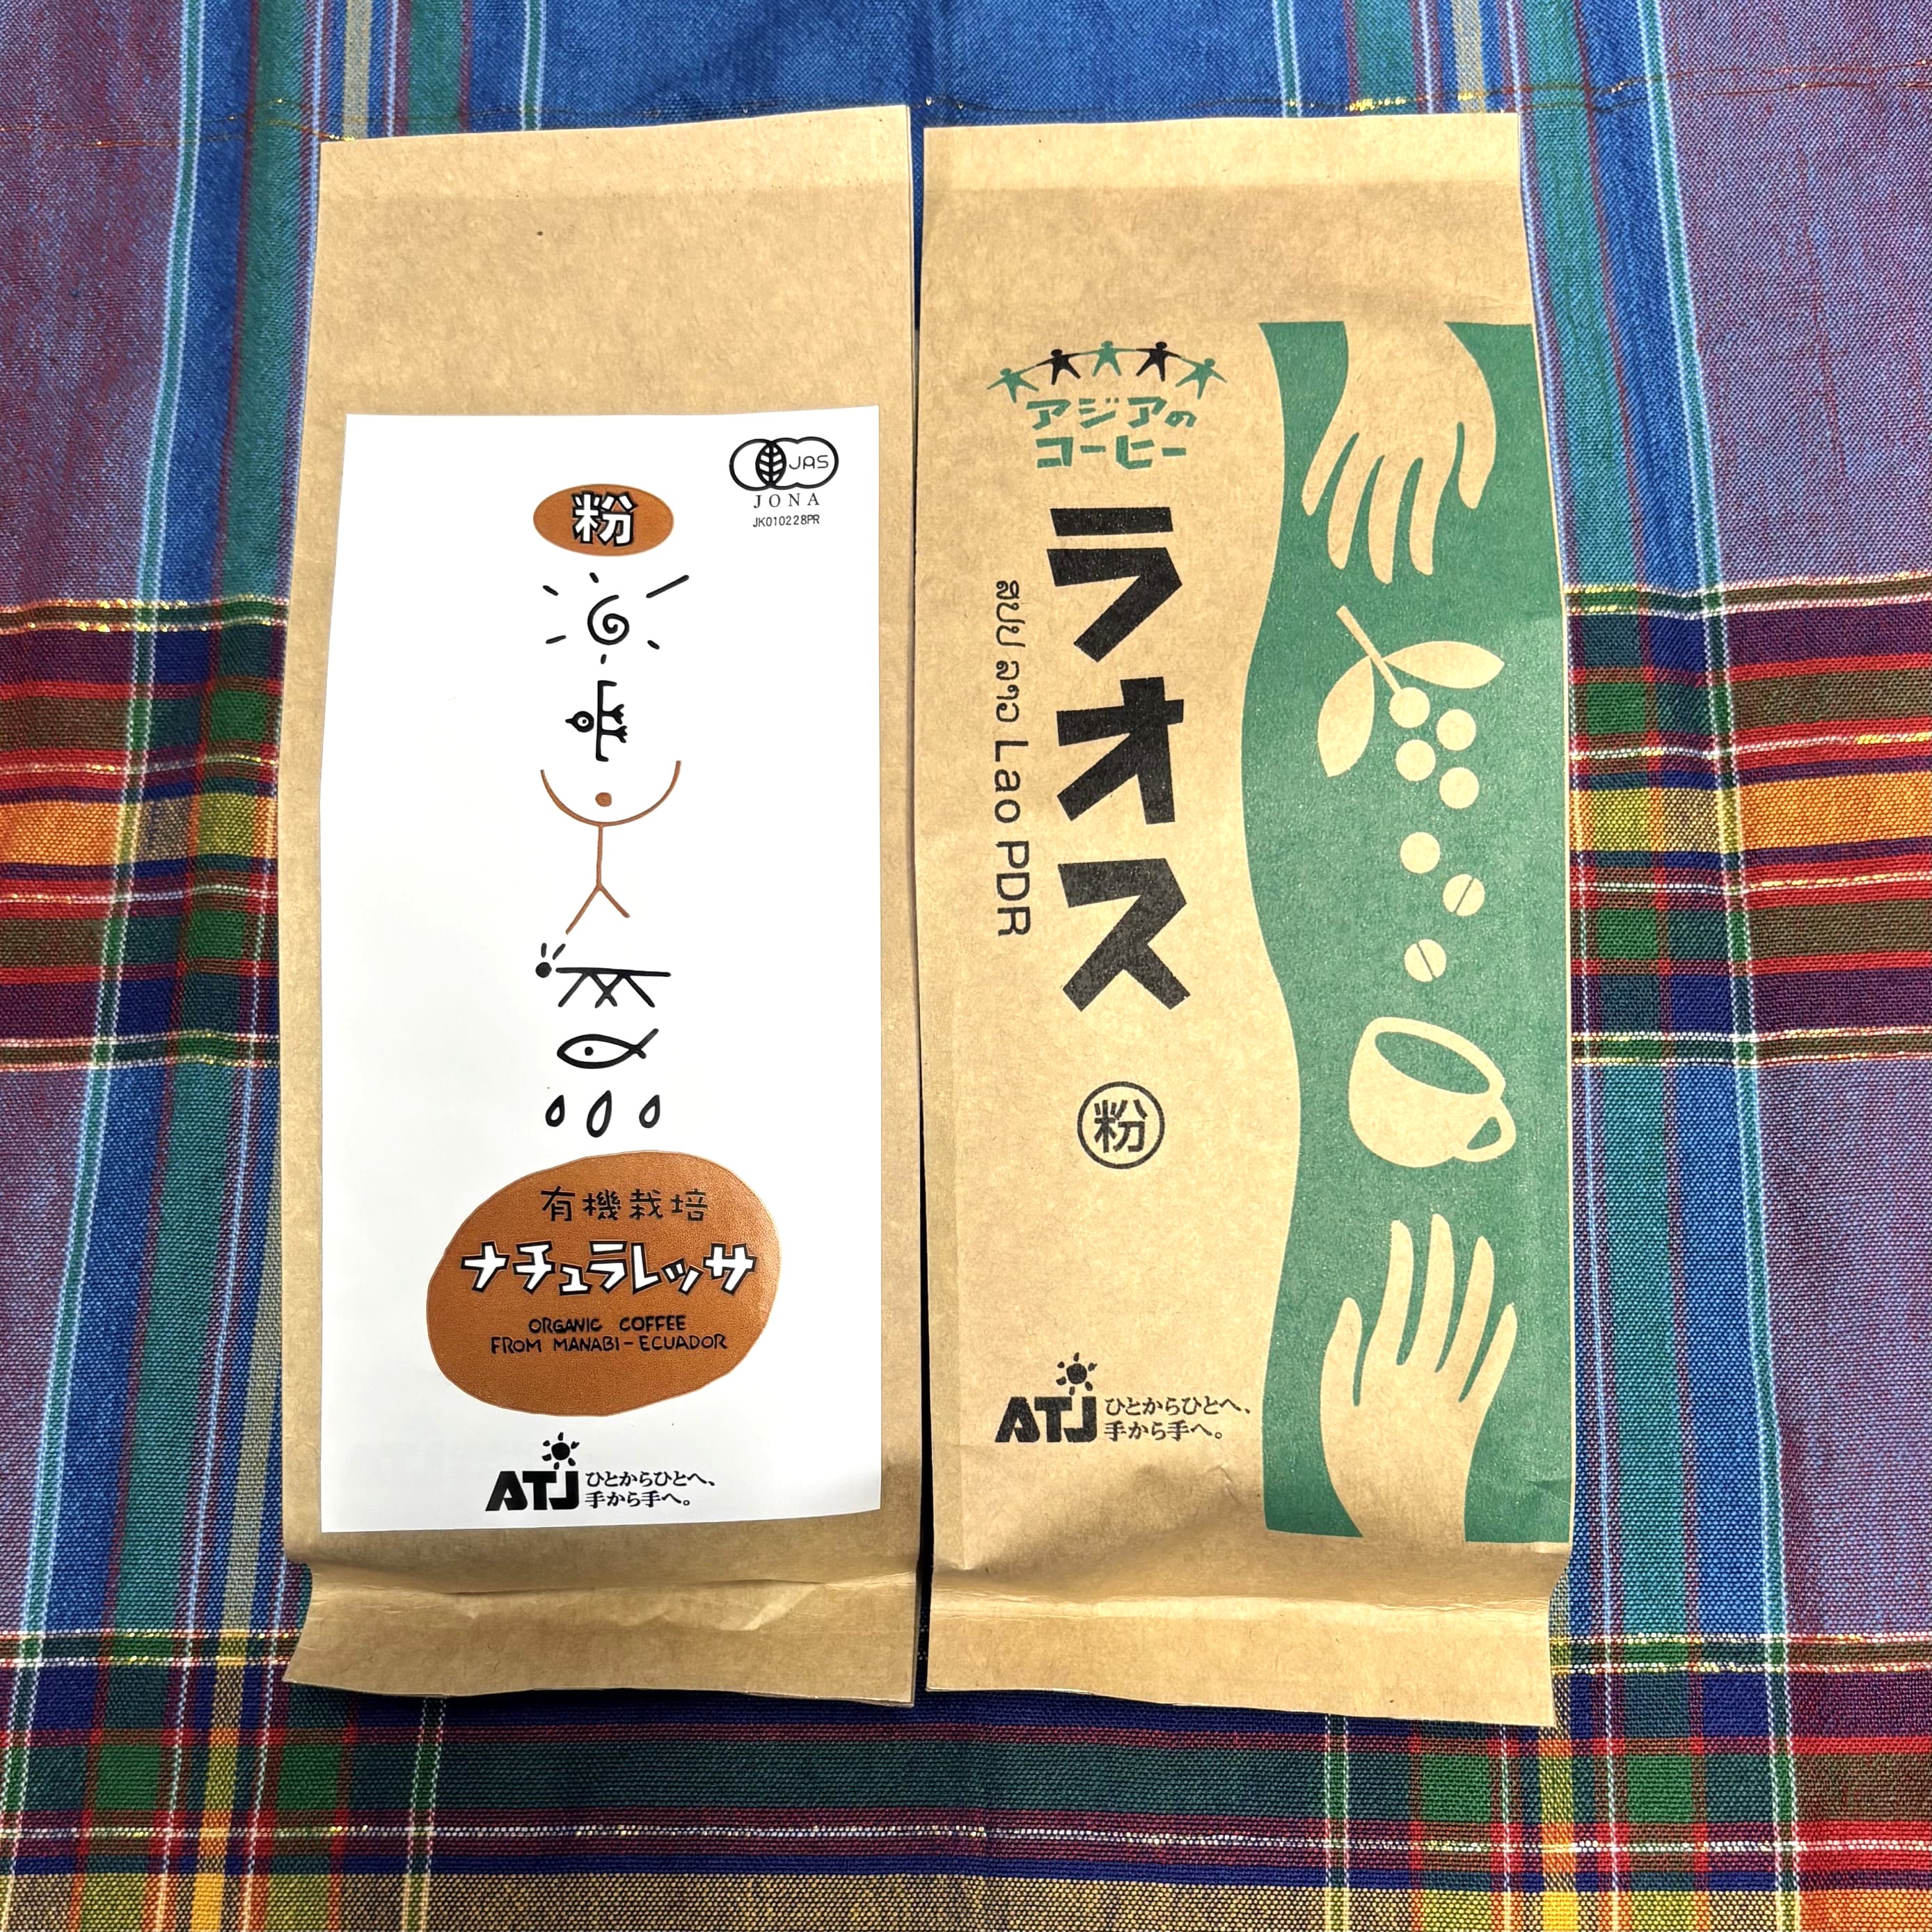 粉
JAS
JONA
JK010228PR
有機栽培
ナチュラレッサ
ORGANIC COFFEE
FROM MANABI-ECUADOR
ATJ
ひとからひとへ、
手から手へ。
アジアの
コーヒー
ラオス
ສປປ ລາວ Lao PDR
粉
ATJ
ひとからひとへ、
手から手へ。